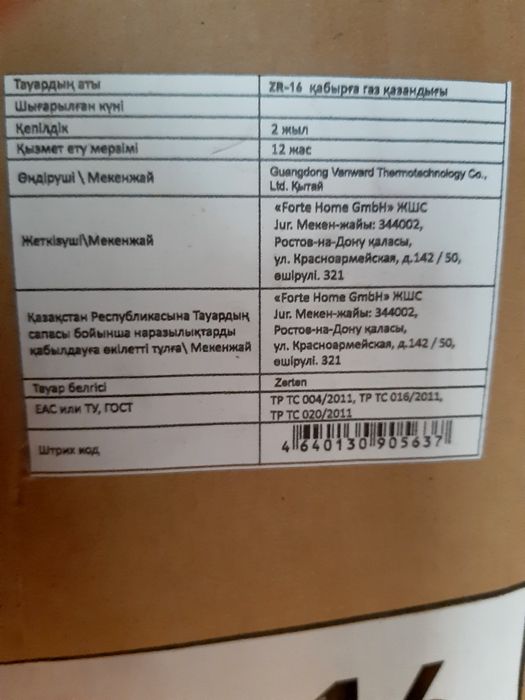 Тауардың аты ZR-16 қабырға газ қазандығы
Шығарылған күні
Кепілдік 2 жыл
Қызмет ету мерзімі 12 жас
Өндіруші \ Мекенжай Guangdong Vanward Thermotechnology Co.,
Ltd. Қытай
Жеткізуші\Мекенжай
«Forte Home GmbH» ЖШС
Jur. Мекен-жайы: 344002,
Ростов-на-Дону қаласы,
ул. Красноармейская, д.142 / 50,
өшірулі. 321
Қазақстан Республикасына Тауардың
сапасы бойынша наразылықтарды
қабылдауға өкілетті тулға\ Мекенжай
«Forte Home GmbH» ЖШС
Jur. Мекен-жайы: 344002,
Ростов-на-Дону қаласы,
ул. Красноармейская, д.142 / 50,
өшірулі. 321
Тауар белгісі Zerten
ЕАС или ТУ, ГОСТ ТР ТС 004/2011, ТР ТС 016/2011,
ТР ТС 020/2011
Штрих код 4 640130 905637
16